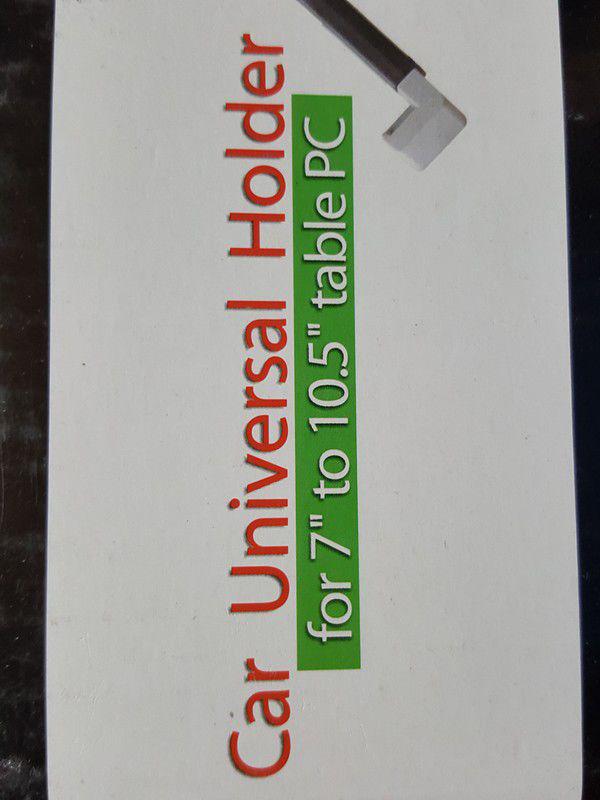 Car Universal Holder
for 7" to 10.5" table PC